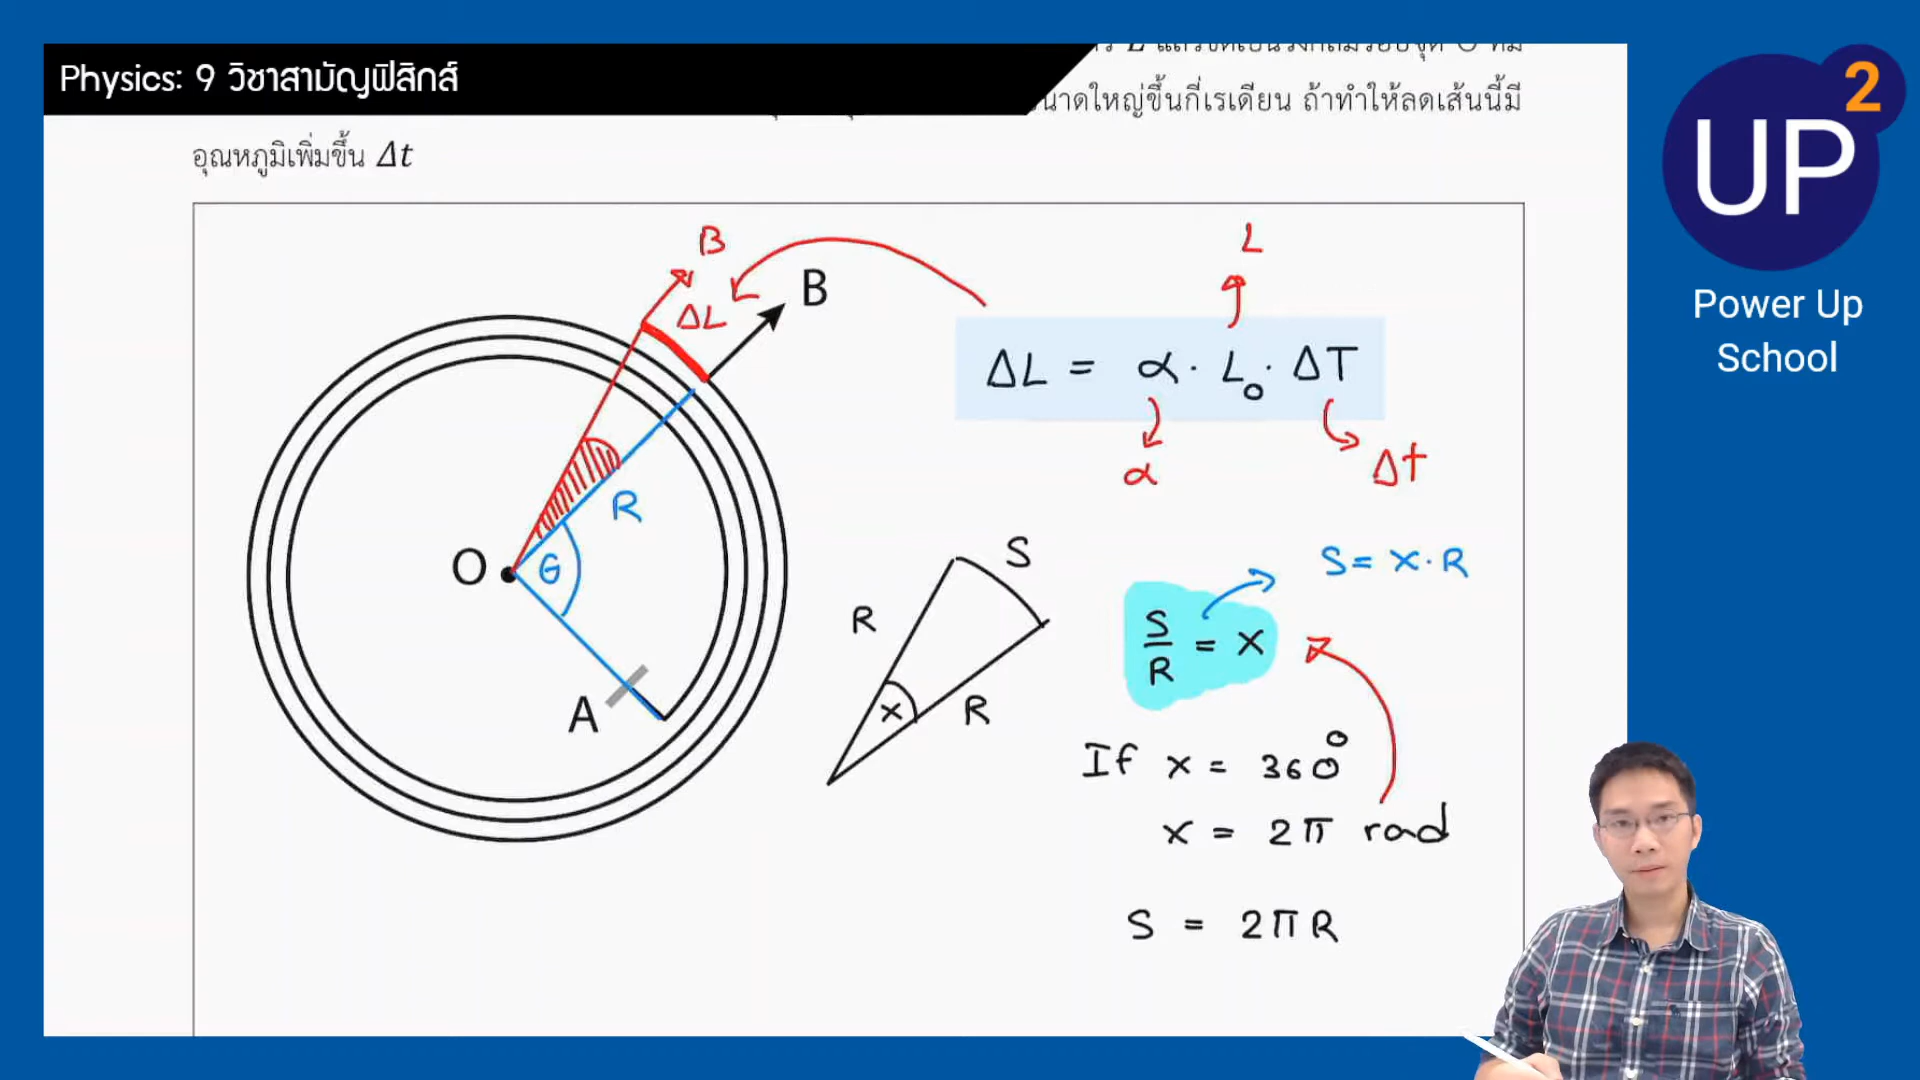 Physics: 9 วิชาสามัญฟิสิกส์
ขนาดใหญ่ขึ้นกี่เรเดียน ถ้าทำให้ลดเส้นนี้มี
อุณหภูมิเพิ่มขึ้น Δt
2
UP
Power Up
School
B
ΔL
B
L
ΔL = α · L₀ · ΔT
α
Δt
R
O
G
A
S
R
X
R
S = X · R
S/R = X
If x = 360°
x = 2π rad
S = 2πR